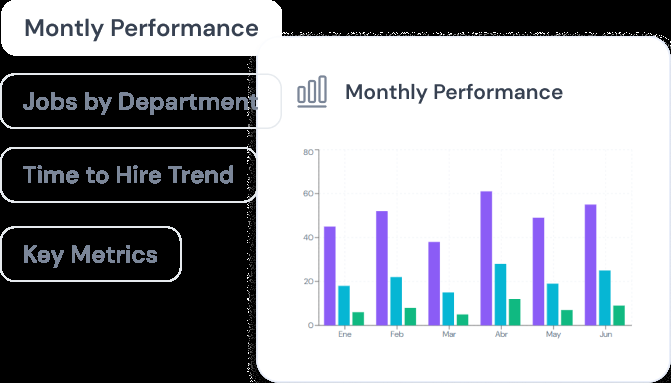 Montly Performance
Jobs by Department
Time to Hire Trend
Key Metrics
Monthly Performance
80
60
40
20
0
Ene
Feb
Mar
Abr
May
Jun